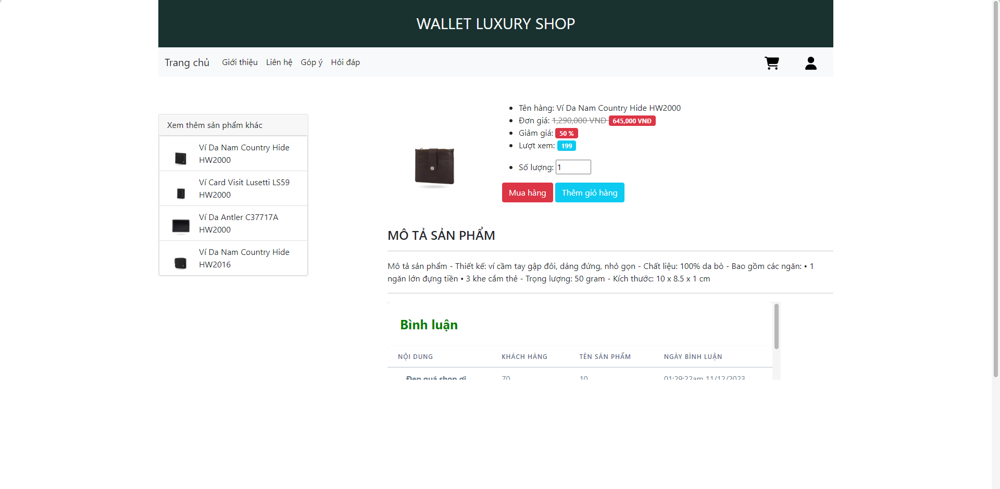 WALLET LUXURY SHOP
Trang chủ Giới thiệu Liên hệ Góp ý Hỏi đáp
Xem thêm sản phẩm khác
Ví Da Nam Country Hide
HW2000
Ví Card Visit Lusetti LS59
HW2000
Ví Da Antler C37717A
HW2000
Ví Da Nam Country Hide
HW2016
• Tên hàng: Ví Da Nam Country Hide HW2000
• Đơn giá: 1,290,000 VND 645,000 VNĐ
• Giảm giá: 50 %
• Lượt xem: 199
• Số lượng: 1
Mua hàng Thêm giỏ hàng
MÔ TẢ SẢN PHẨM
Mô tả sản phẩm - Thiết kế: ví cầm tay gập đôi, dáng đứng, nhỏ gọn - Chất liệu: 100% da bò - Bao gồm các ngăn: • 1
ngăn lớn đựng tiền • 3 khe cắm thẻ - Trọng lượng: 50 gram - Kích thước: 10 x 8.5 x 1 cm
Bình luận
NỘI DUNG KHÁCH HÀNG TÊN SẢN PHẨM NGÀY BÌNH LUẬN
Đẹp quá shop ơi 70 10 01:29:22am 11/12/2023